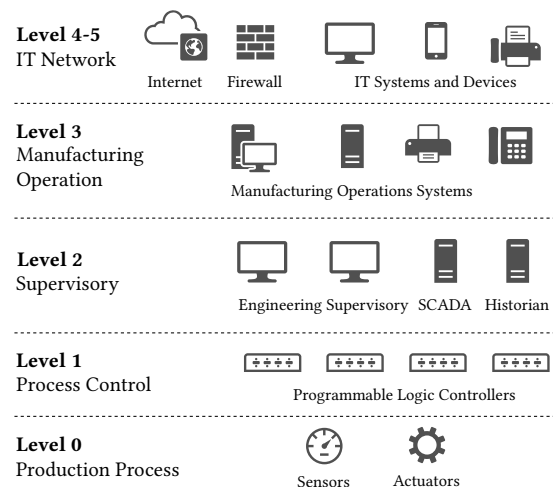 Level 4-5
IT Network
Internet
Firewall
IT Systems and Devices
Level 3
Manufacturing
Operation
Manufacturing Operations Systems
Level 2
Supervisory
Engineering Supervisory SCADA Historian
Level 1
Process Control
Programmable Logic Controllers
Level 0
Production Process
Sensors
Actuators